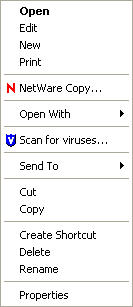 Open
Edit
New
Print
NetWare Copy...
Open With
Scan for viruses...
Send To
Cut
Copy
Create Shortcut
Delete
Rename
Properties